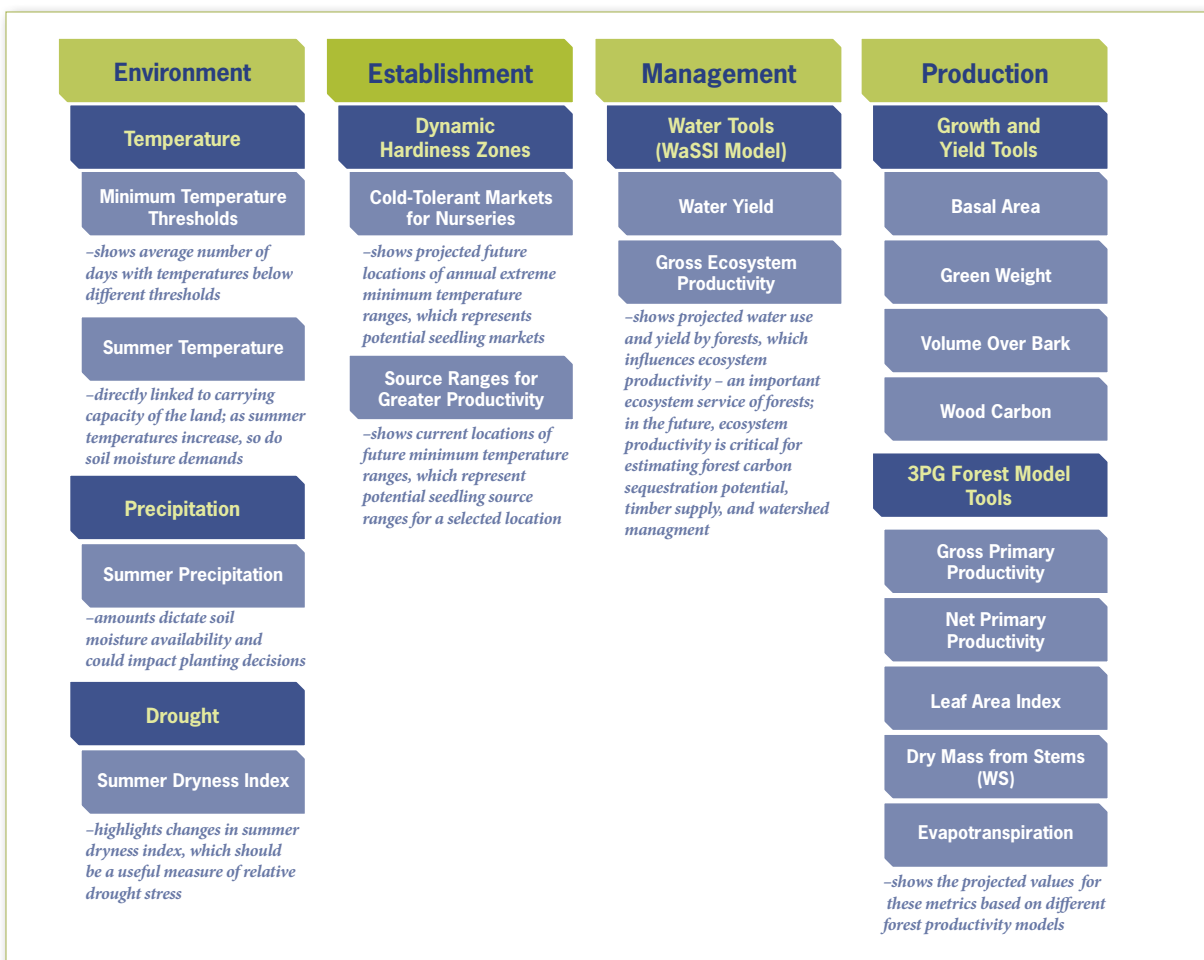 Environment
Temperature
Minimum Temperature
Thresholds
–shows average number of
days with temperatures below
different thresholds
Summer Temperature
–directly linked to carrying
capacity of the land; as summer
temperatures increase, so do
soil moisture demands
Precipitation
Summer Precipitation
–amounts dictate soil
moisture availability and
could impact planting decisions
Drought
Summer Dryness Index
–highlights changes in summer
dryness index, which should
be a useful measure of relative
drought stress
Establishment
Dynamic
Hardiness Zones
Cold-Tolerant Markets
for Nurseries
–shows projected future
locations of annual extreme
minimum temperature
ranges, which represents
potential seedling markets
Source Ranges for
Greater Productivity
–shows current locations of
future minimum temperature
ranges, which represent
potential seedling source
ranges for a selected location
Management
Water Tools
(WaSSI Model)
Water Yield
Gross Ecosystem
Productivity
–shows projected water use
and yield by forests, which
influences ecosystem
productivity – an important
ecosystem service of forests;
in the future, ecosystem
productivity is critical for
estimating forest carbon
sequestration potential,
timber supply, and watershed
managment
Production
Growth and
Yield Tools
Basal Area
Green Weight
Volume Over Bark
Wood Carbon
3PG Forest Model
Tools
Gross Primary
Productivity
Net Primary
Productivity
Leaf Area Index
Dry Mass from Stems
(WS)
Evapotranspiration
–shows the projected values for
these metrics based on different
forest productivity models